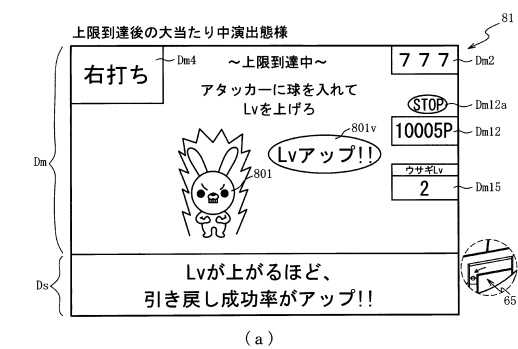 上限到達後の大当たり中演出態様
81
右打ち
Dm4
〜上限到達中〜
７７７
Dm2
アタッカーに球を入れて
Lvを上げろ
STOP
Dm12a
801v
10005P
Dm12
Lvアップ!!
Dm
801
ウサギLv
2
Dm15
Ds
Lvが上がるほど、
引き戻し成功率がアップ!!
65
(a)